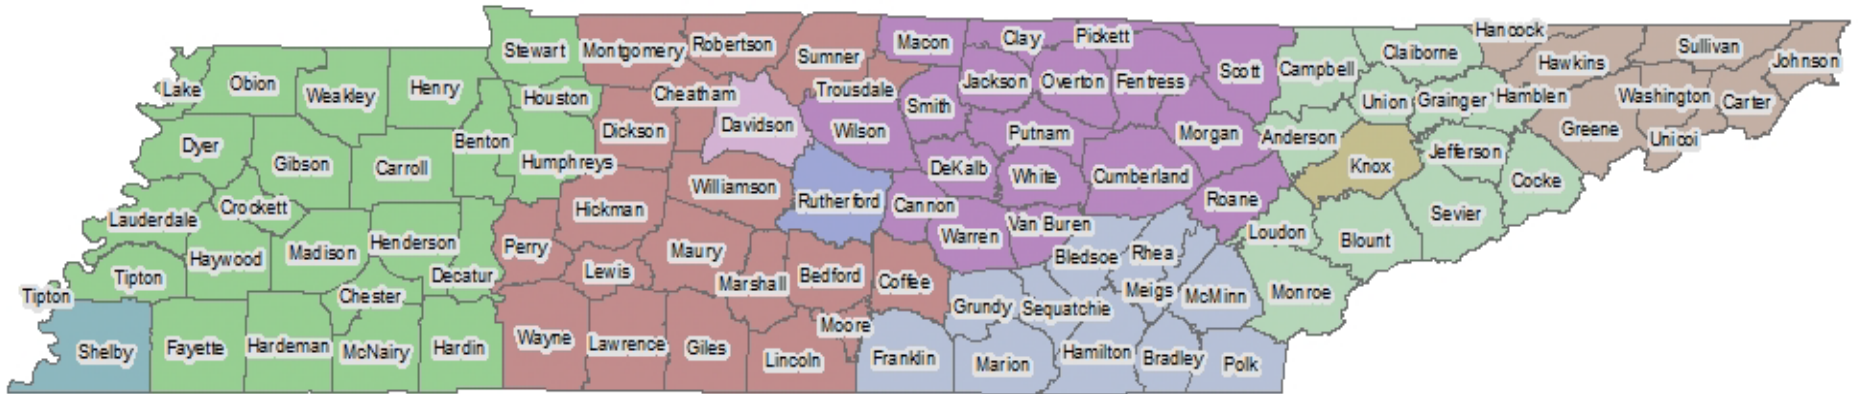 Hancock
Stewart
Montgomery
Robertson
Sumner
Macon
Clay
Pickett
Claiborne
Sullivan
Johnson
Lake
Obion
Weakley
Henry
Houston
Cheatham
Trousdale
Smith
Jackson
Overton
Fentress
Scott
Campbell
Union
Grainger
Hamblen
Hawkins
Washington
Carter
Dyer
Gibson
Carroll
Benton
Humphreys
Dickson
Davidson
Wilson
Putnam
Morgan
Anderson
Knox
Jefferson
Greene
Unicoi
Lauderdale
Crockett
Williamson
Rutherford
DeKalb
White
Cumberland
Roane
Cocke
Sevier
Haywood
Madison
Henderson
Decatur
Perry
Hickman
Lewis
Maury
Marshall
Bedford
Coffee
Cannon
Warren
Van Buren
Bledsoe
Rhea
Loudon
Blount
Tipton
Tipton
Chester
Moore
Grundy
Sequatchie
Meigs
McMinn
Monroe
Shelby
Fayette
Hardeman
McNairy
Hardin
Wayne
Lawrence
Giles
Lincoln
Franklin
Marion
Hamilton
Bradley
Polk